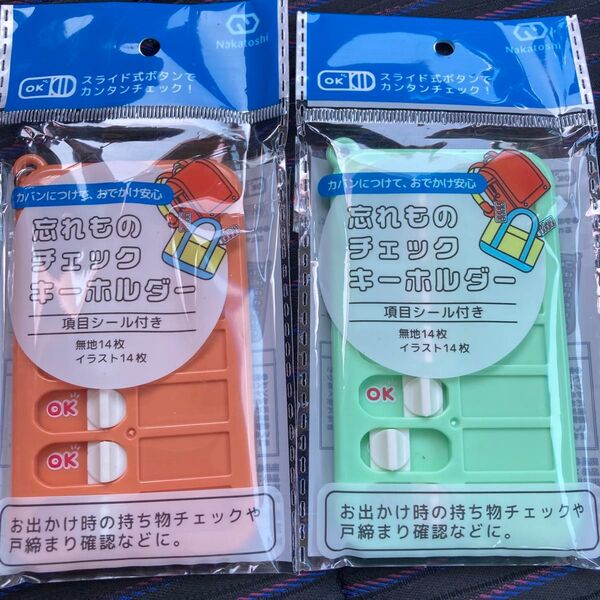 Nakatoshi
OK
スライド式ボタンで
カンタンチェック!
カバンにつけて、おでかけ安心
忘れもの
チェック
キーホルダー
項目シール付き
無地14枚
イラスト14枚
OK
OK
お出かけ時の持ち物チェックや
戸締まり確認などに。
Nakatoshi
OK
スライド式ボタンで
カンタンチェック!
カバンにつけて、おでかけ安心
忘れもの
チェック
キーホルダー
項目シール付き
無地14枚
イラスト14枚
OK
お出かけ時の持ち物チェックや
戸締まり確認などに。